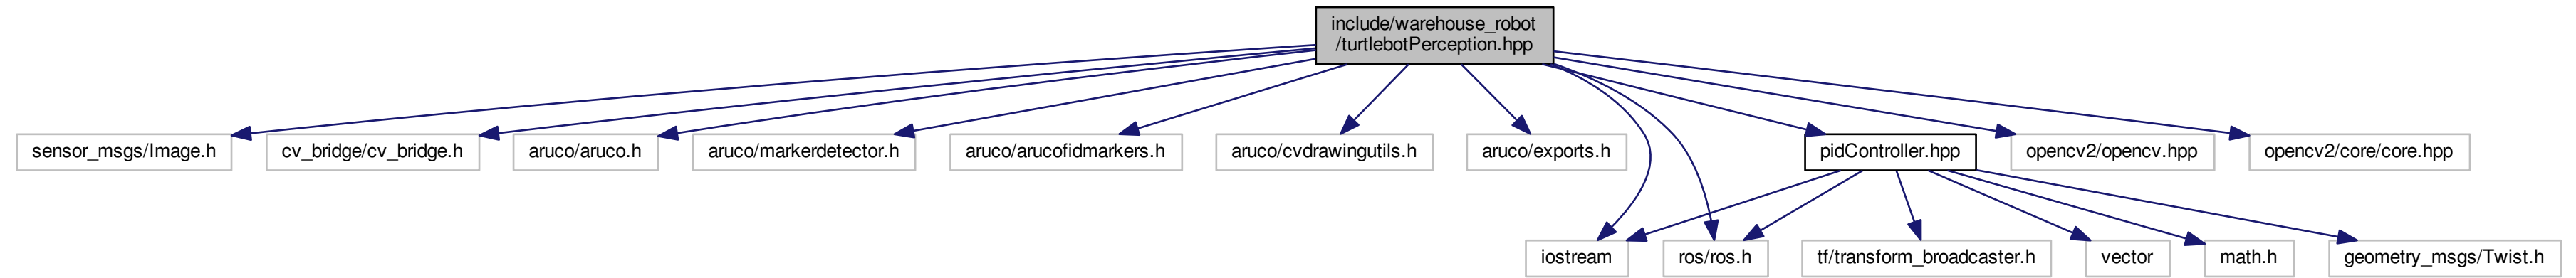 include/warehouse_robot
/turtlebotPerception.hpp
sensor_msgs/Image.h
cv_bridge/cv_bridge.h
aruco/aruco.h
aruco/markerdetector.h
aruco/arucofidmarkers.h
aruco/cvdrawingutils.h
aruco/exports.h
pidController.hpp
opencv2/opencv.hpp
opencv2/core/core.hpp
iostream
ros/ros.h
tf/transform_broadcaster.h
vector
math.h
geometry_msgs/Twist.h